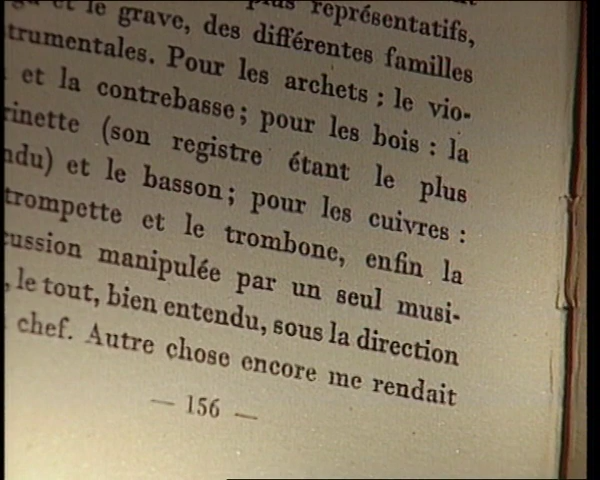 plus représentatifs,
et le grave, des différentes familles
trumentales. Pour les archets ; le vio-
et la contrebasse ; pour les bois : la
rinette (son registre étant le plus
ndu) et le basson ; pour les cuivres :
trompette et le trombone, enfin la
cussion manipulée par un seul musi-
, le tout, bien entendu, sous la direction
chef. Autre chose encore me rendait
— 156 —